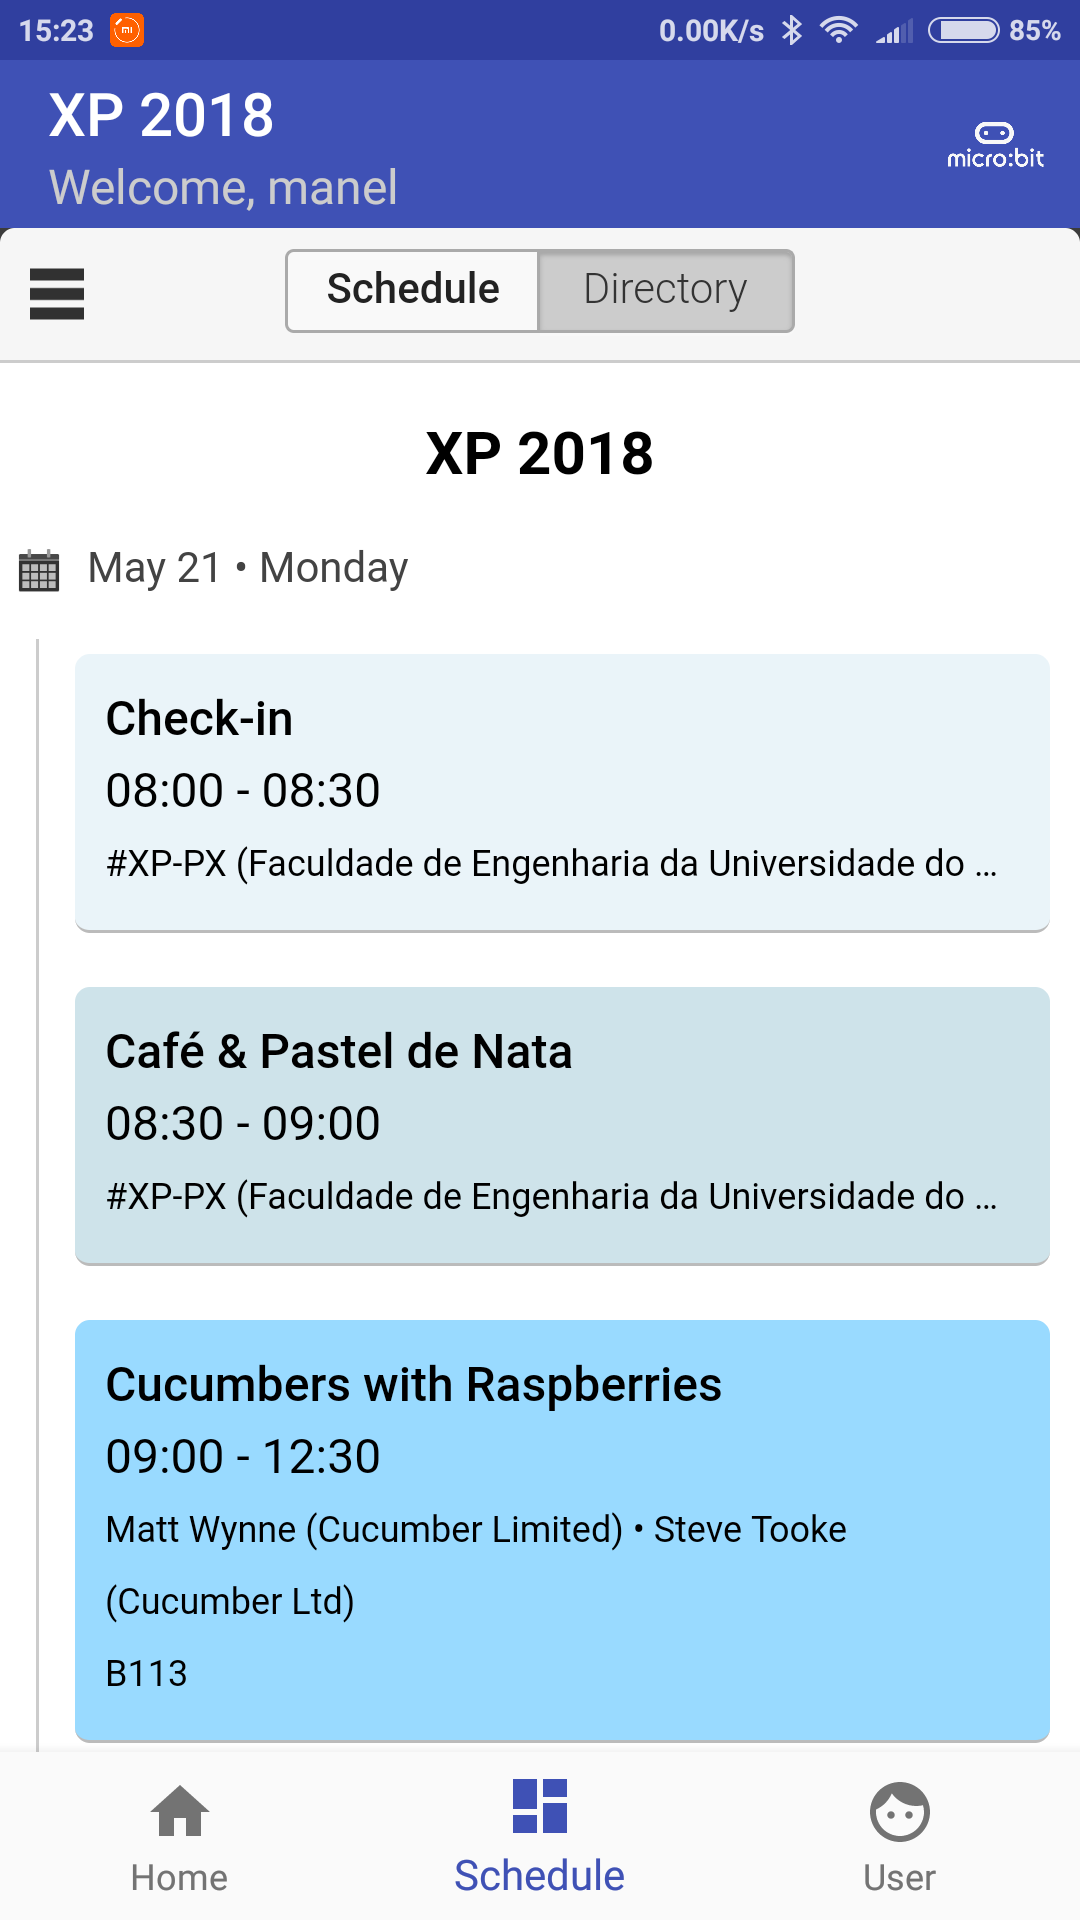 15:23 0.00K/s 85%
XP 2018
Welcome, manel
micro:bit
Schedule Directory
XP 2018
May 21 • Monday
Check-in
08:00 - 08:30
#XP-PX (Faculdade de Engenharia da Universidade do ...
Café & Pastel de Nata
08:30 - 09:00
#XP-PX (Faculdade de Engenharia da Universidade do ...
Cucumbers with Raspberries
09:00 - 12:30
Matt Wynne (Cucumber Limited) • Steve Tooke
(Cucumber Ltd)
B113
Home Schedule User